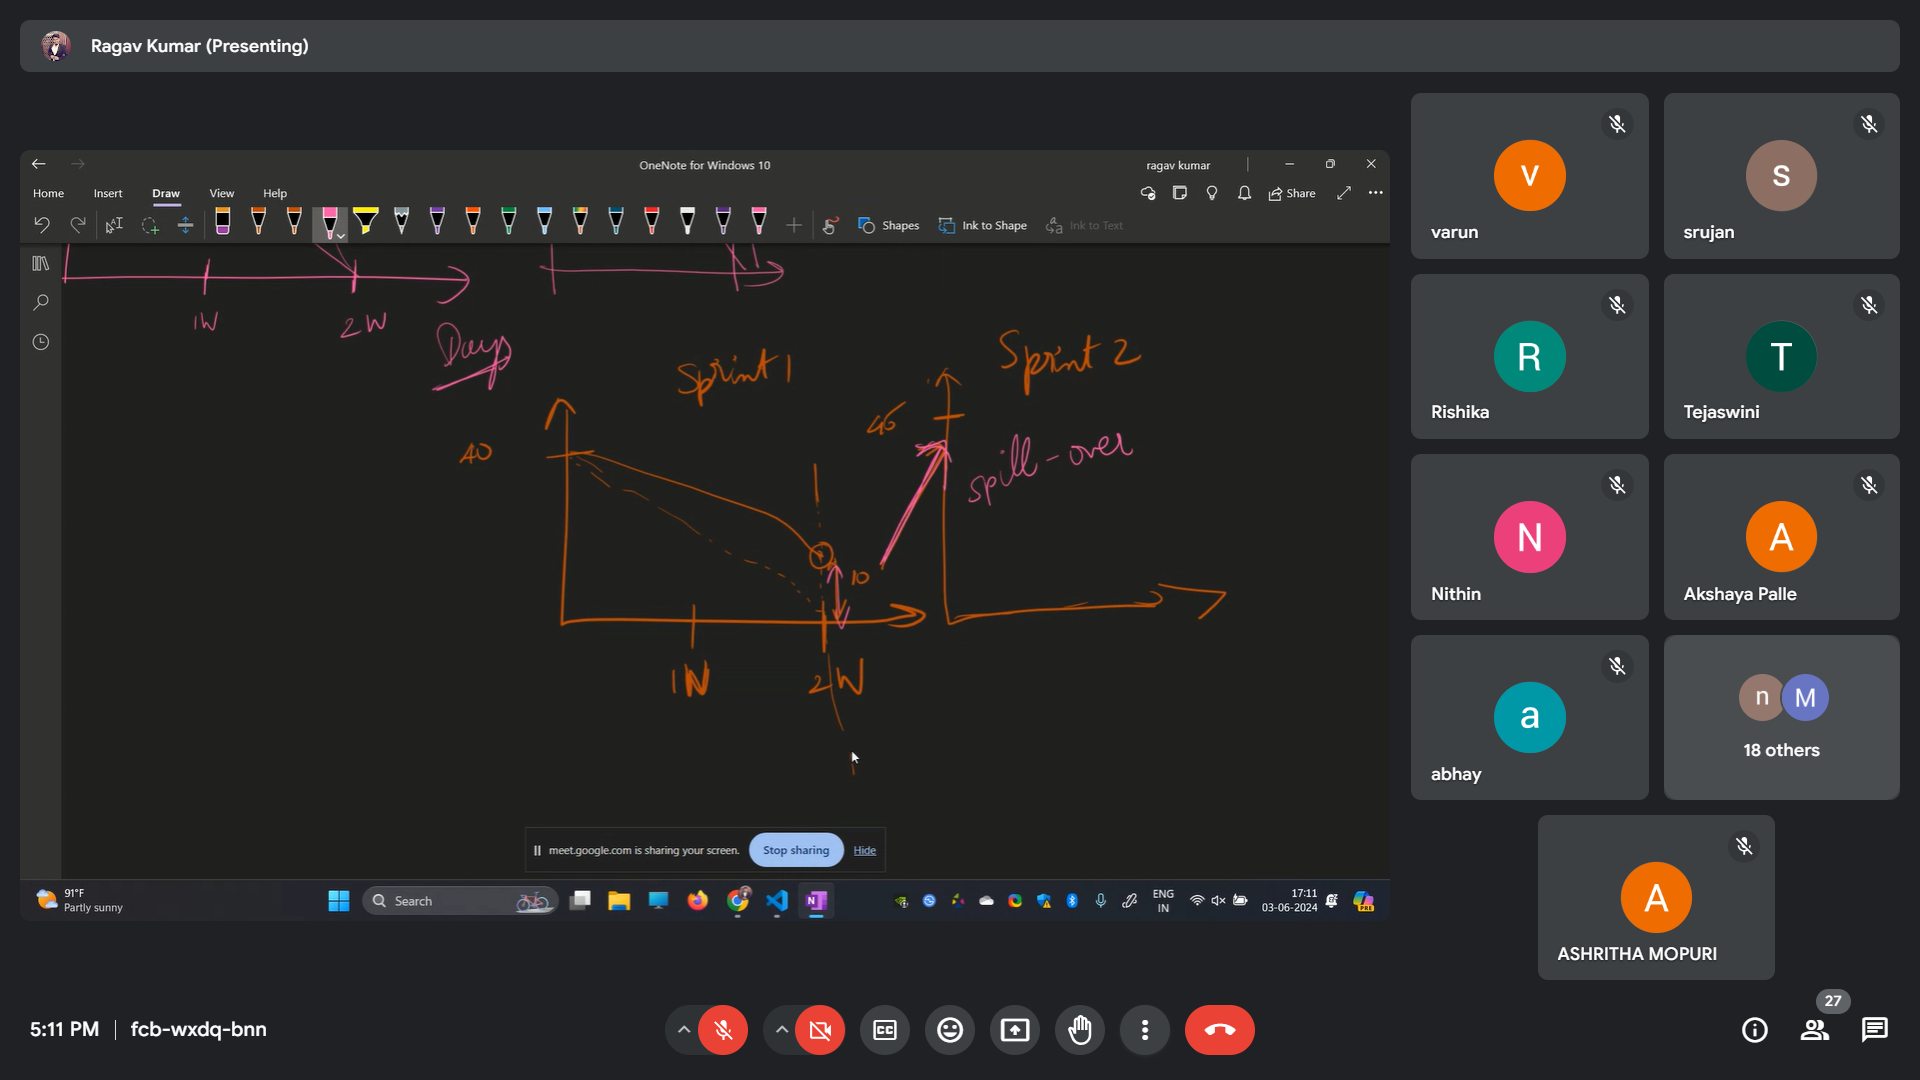 Ragav Kumar (Presenting)
OneNote for Windows 10
ragav kumar
Home Insert Draw View Help
Share
Shapes
Ink to Shape
Ink to Text
1W
2W
Days
Sprint 1
Sprint 2
40
40
spill-over
10
1W
2W
meet.google.com is sharing your screen.
Stop sharing
Hide
91°F
Partly sunny
Search
ENG
IN
17:11
03-06-2024
PRE
v
varun
s
srujan
R
Rishika
T
Tejaswini
N
Nithin
A
Akshaya Palle
a
abhay
n M
18 others
A
ASHRITHA MOPURI
5:11 PM
fcb-wxdq-bnn
CC
27